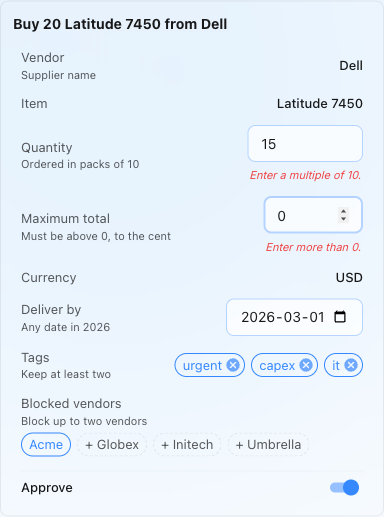 Buy 20 Latitude 7450 from Dell
Vendor
Supplier name
Dell
Item
Latitude 7450
Quantity
Ordered in packs of 10
15
Enter a multiple of 10.
Maximum total
Must be above 0, to the cent
0
Enter more than 0.
Currency
USD
Deliver by
Any date in 2026
2026-03-01
Tags
Keep at least two
urgent
capex
it
Blocked vendors
Block up to two vendors
Acme
+ Globex
+ Initech
+ Umbrella
Approve